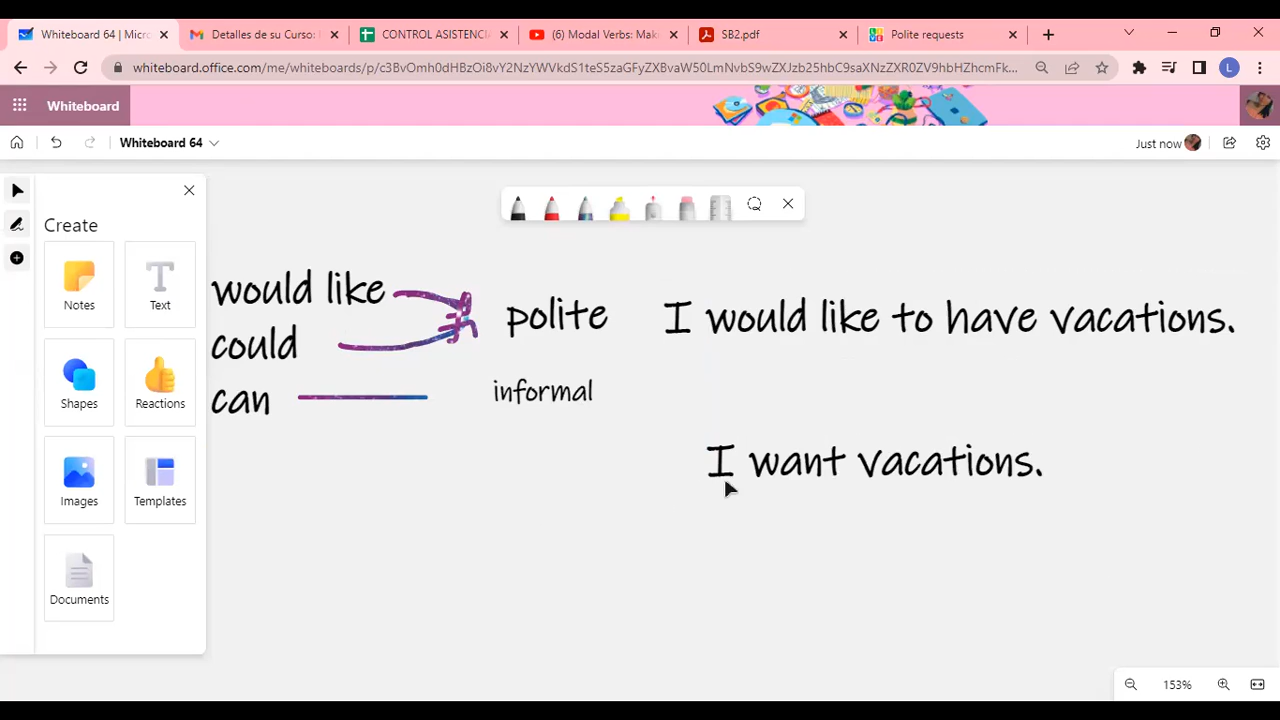 Whiteboard 64 | Micro
Detalles de su Curso: I
CONTROL ASISTENCI
(6) Modal Verbs: Mak
SB2.pdf
Polite requests
Whiteboard
Whiteboard 64
Just now
Create
Notes
Text
Shapes
Reactions
Images
Templates
Documents
would like
could
can
polite
informal
I would like to have vacations.
I want vacations.
153%